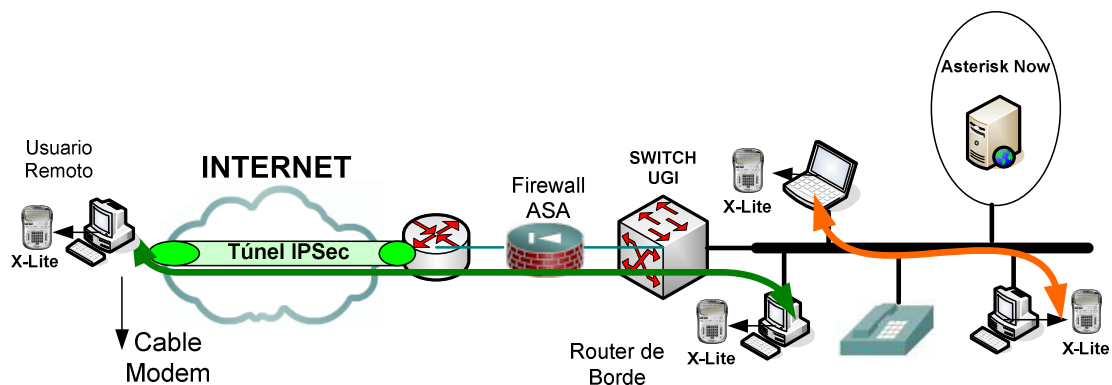 Asterisk Now
Usuario
Remoto
INTERNET
SWITCH
UGI
Firewall
ASA
X-Lite
Túnel IPSec
X-Lite
Cable
Modem
Router de
Borde
X-Lite
X-Lite